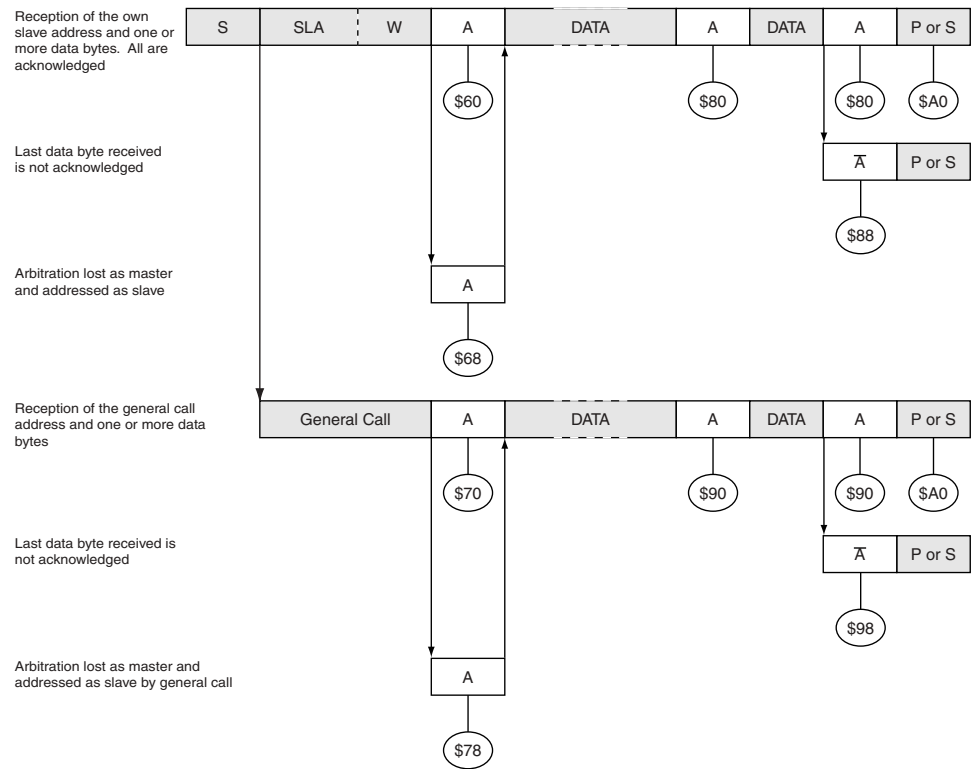 Reception of the own
slave address and one or
more data bytes. All are
acknowledged
S SLA W A DATA A DATA A P or S
$60 $80 $80 $A0
Last data byte received
is not acknowledged
A̅ P or S
$88
Arbitration lost as master
and addressed as slave
A
$68
Reception of the general call
address and one or more data
bytes
General Call A DATA A DATA A P or S
$70 $90 $90 $A0
Last data byte received is
not acknowledged
A̅ P or S
$98
Arbitration lost as master and
addressed as slave by general call
A
$78